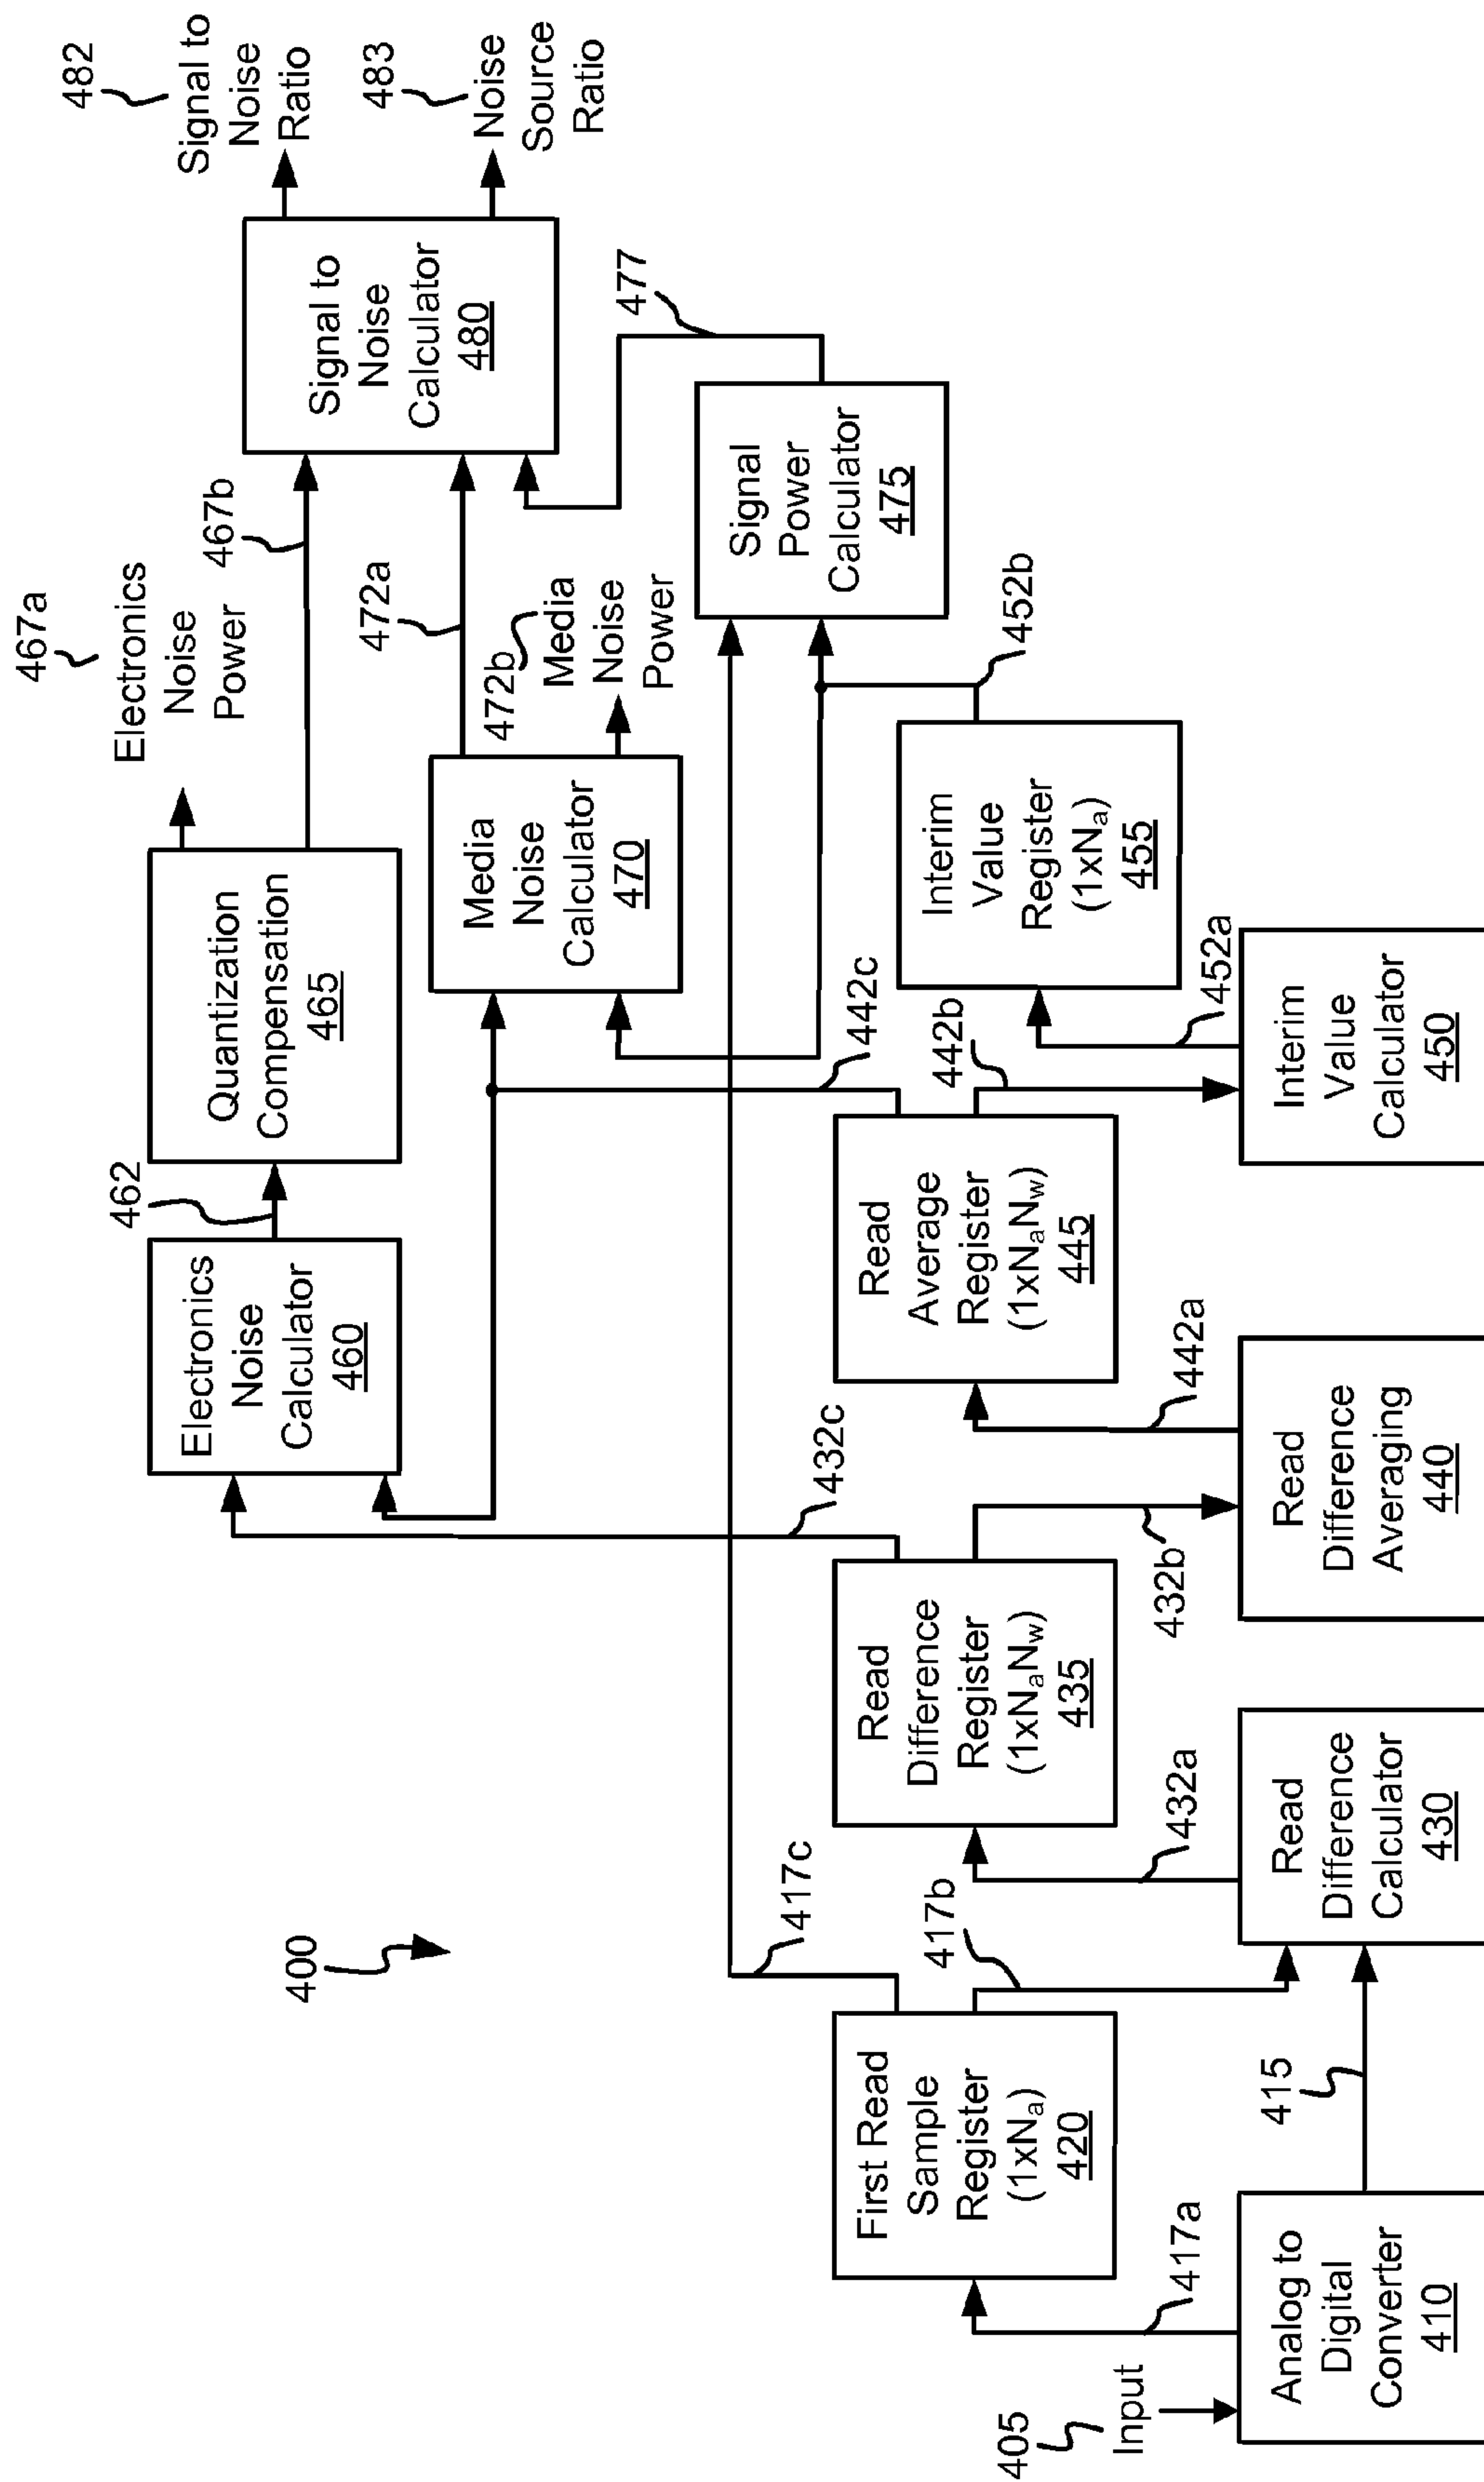 400
405
Input
Analog to
Digital
Converter
410
417a
415
First Read
Sample
Register
(1xNa)
420
417b
417c
Read
Difference
Calculator
430
432a
Read
Difference
Register
(1xNaNw)
435
432b
432c
Read
Difference
Averaging
440
442a
Read
Average
Register
(1xNaNw)
445
442b
442c
Interim
Value
Calculator
450
452a
Interim
Value
Register
(1xNa)
455
452b
Electronics
Noise
Calculator
460
462
Quantization
Compensation
465
467a
Electronics
Noise
Power
467b
Media
Noise
Calculator
470
472a
472b
Media
Noise
Power
Signal
Power
Calculator
475
477
Signal to
Noise
Calculator
480
482
Signal to
Noise
Ratio
483
Noise
Source
Ratio